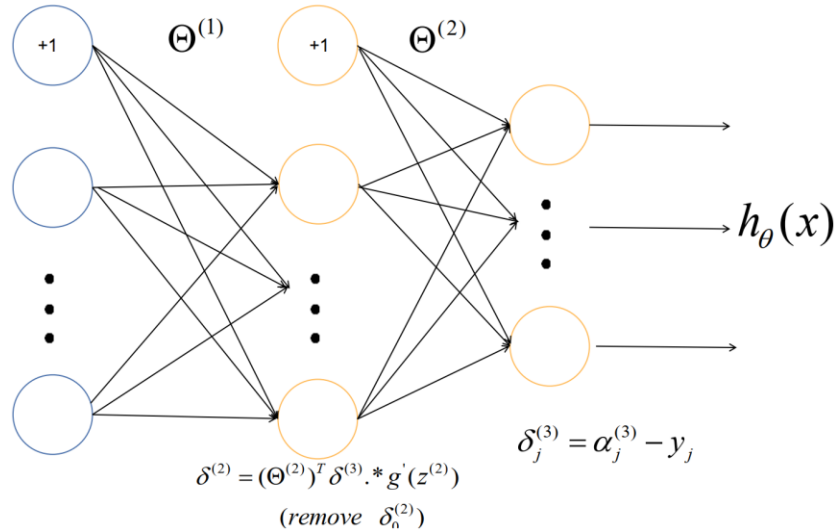 +1 Θ^{(1)} +1 Θ^{(2)}
h_θ(x)
δ_j^{(3)} = α_j^{(3)} − y_j
δ^{(2)} = (Θ^{(2)})^T δ^{(3)} .* g'(z^{(2)})
(remove δ_0^{(2)})